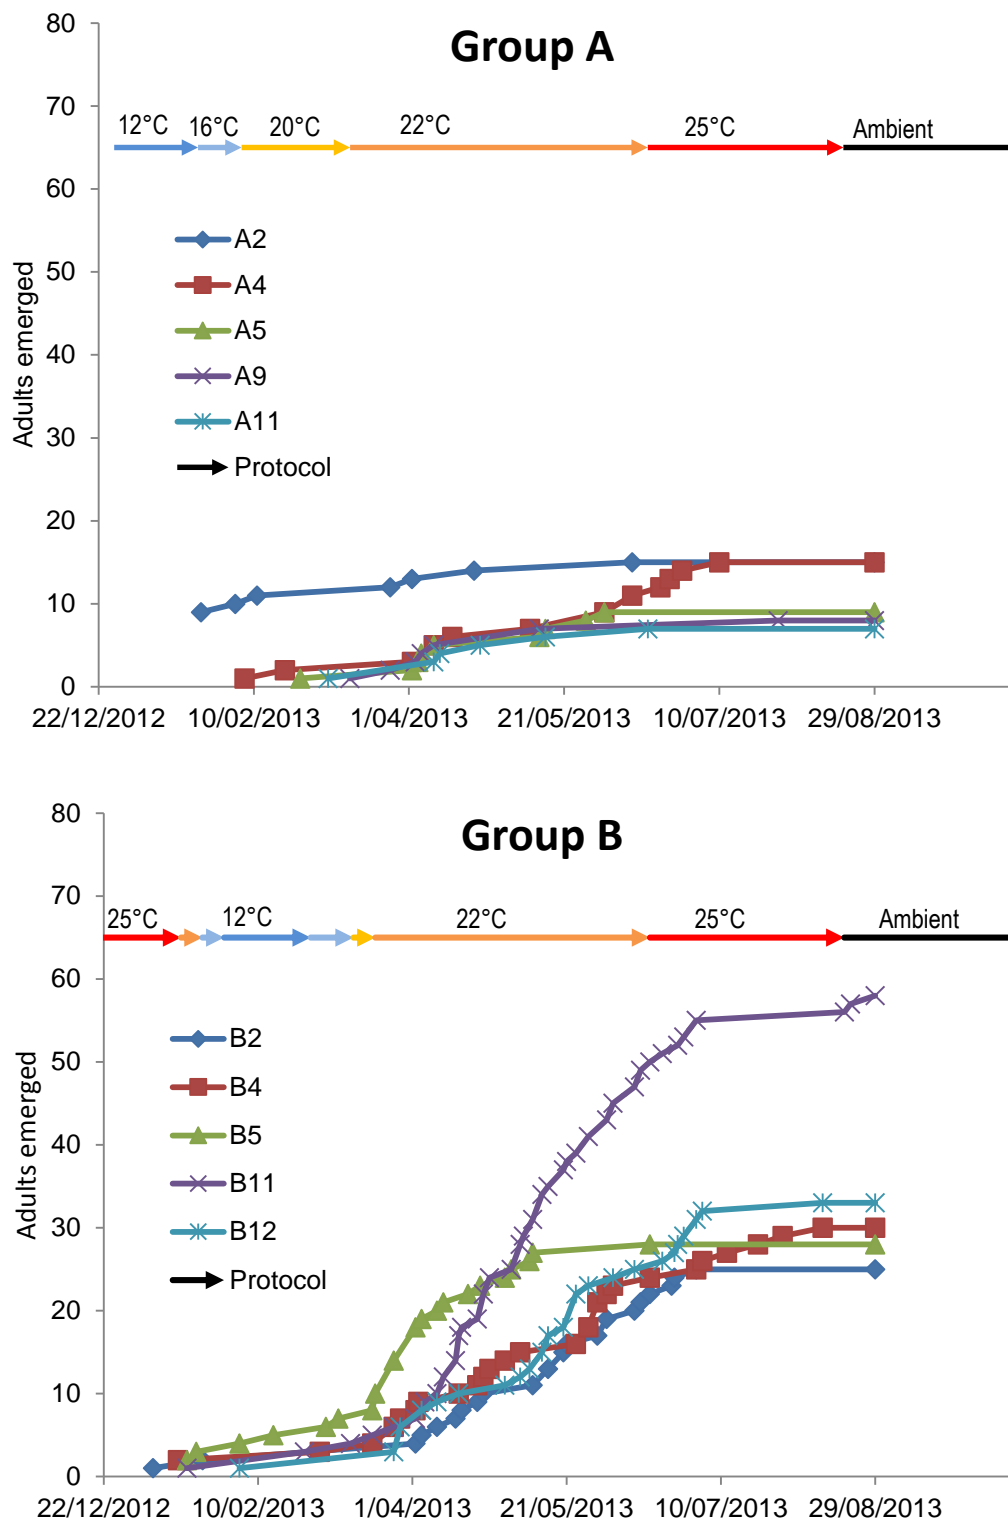 Group A
80
70
60
50
40
30
20
10
0
Adults emerged
12°C 16°C 20°C 22°C 25°C Ambient
A2
A4
A5
A9
A11
Protocol
22/12/2012 10/02/2013 1/04/2013 21/05/2013 10/07/2013 29/08/2013
Group B
80
70
60
50
40
30
20
10
0
Adults emerged
25°C 12°C 22°C 25°C Ambient
B2
B4
B5
B11
B12
Protocol
22/12/2012 10/02/2013 1/04/2013 21/05/2013 10/07/2013 29/08/2013